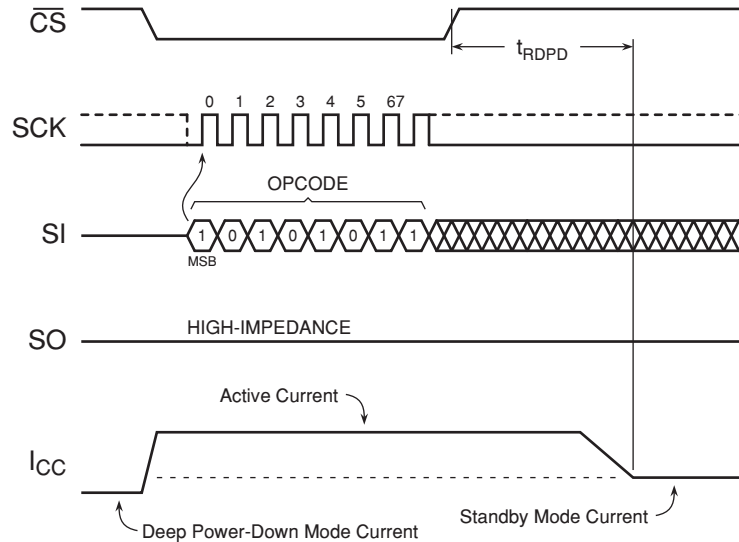 CS
tRDPD
0 1 2 3 4 5 67
SCK
OPCODE
SI
1 0 1 0 1 0 1 1
MSB
HIGH-IMPEDANCE
SO
Active Current
ICC
Standby Mode Current
Deep Power-Down Mode Current